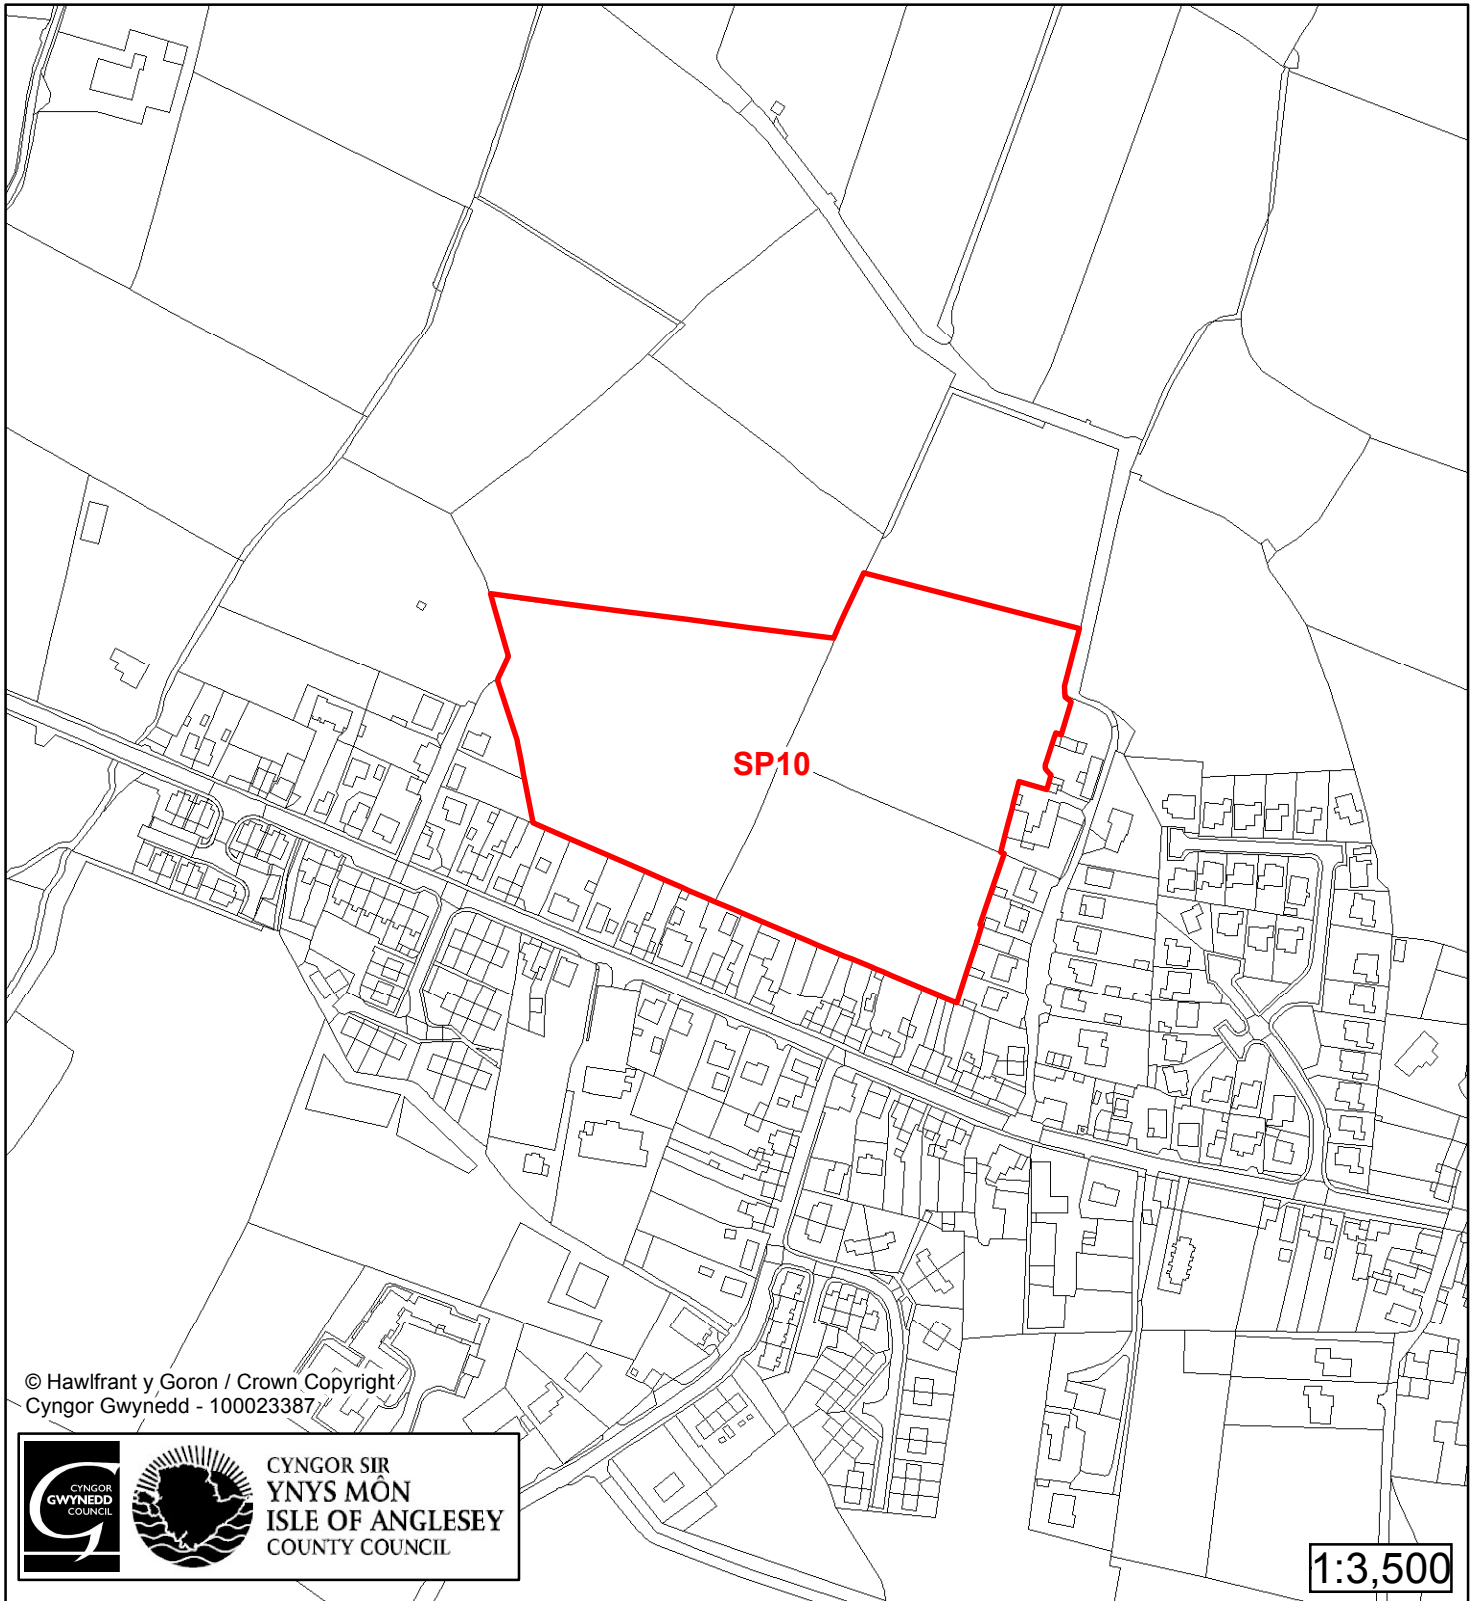 SP10
© Hawlfrant y Goron / Crown Copyright
Cyngor Gwynedd - 100023387
CYNGOR
GWYNEDD
COUNCIL
CYNGOR SIR
YNYS MÔN
ISLE OF ANGLESEY
COUNTY COUNCIL
1:3,500